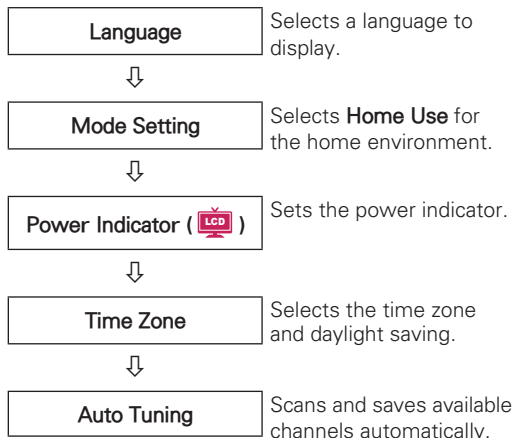 Language
Selects a language to
display.
Mode Setting
Selects Home Use for
the home environment.
Power Indicator ( LCD )
Sets the power indicator.
Time Zone
Selects the time zone
and daylight saving.
Auto Tuning
Scans and saves available
channels automatically.